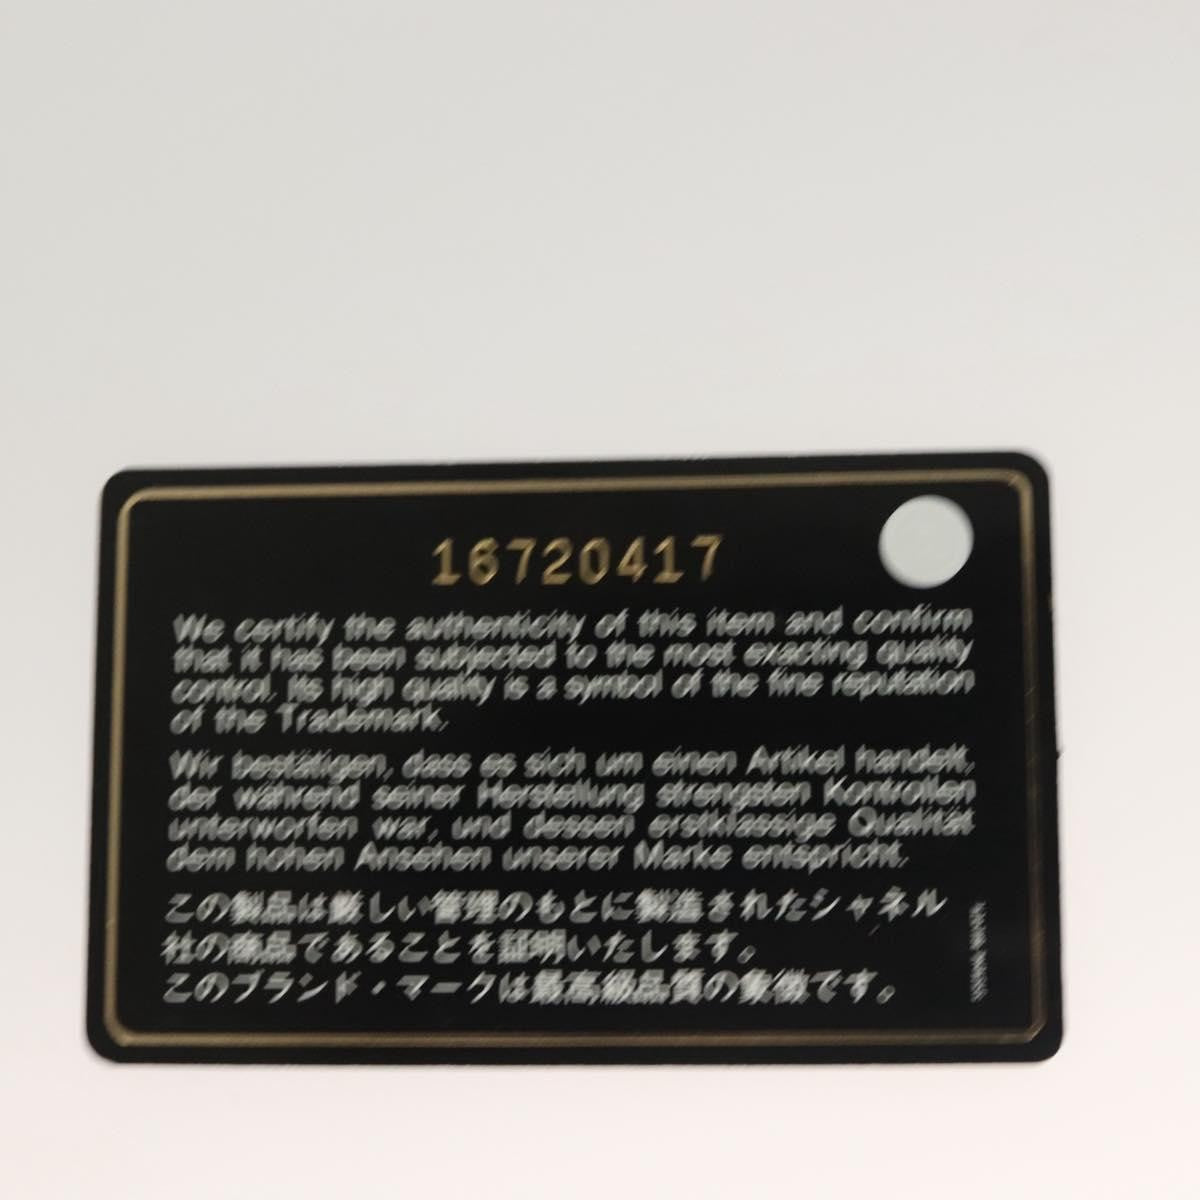 16720417
We certify the authenticity of this item and confirm
that it has been subjected to the most exacting quality
control. Its high quality is a symbol of the fine reputation
of the Trademark.
Wir bestätigen, dass es sich um einen Artikel handelt,
der während seiner Herstellung strengsten Kontrollen
unterworfen war, und dessen erstklassige Qualität
dem hohen Ansehen unserer Marke entspricht.
この製品は厳しい管理のもとに製造されたシャネル
社の商品であることを証明いたします。
このブランド・マークは最高級品質の象徴です。